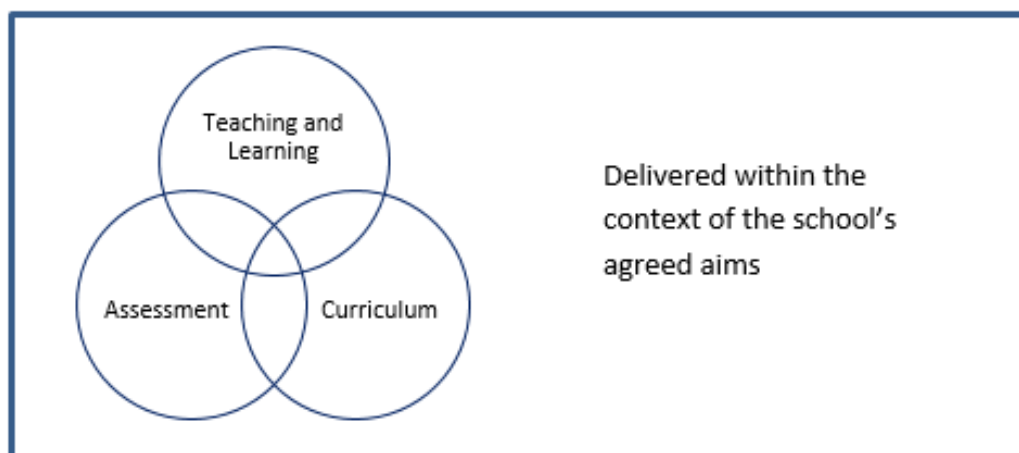 Teaching and
Learning
Delivered within the
context of the school's
agreed aims
Assessment
Curriculum